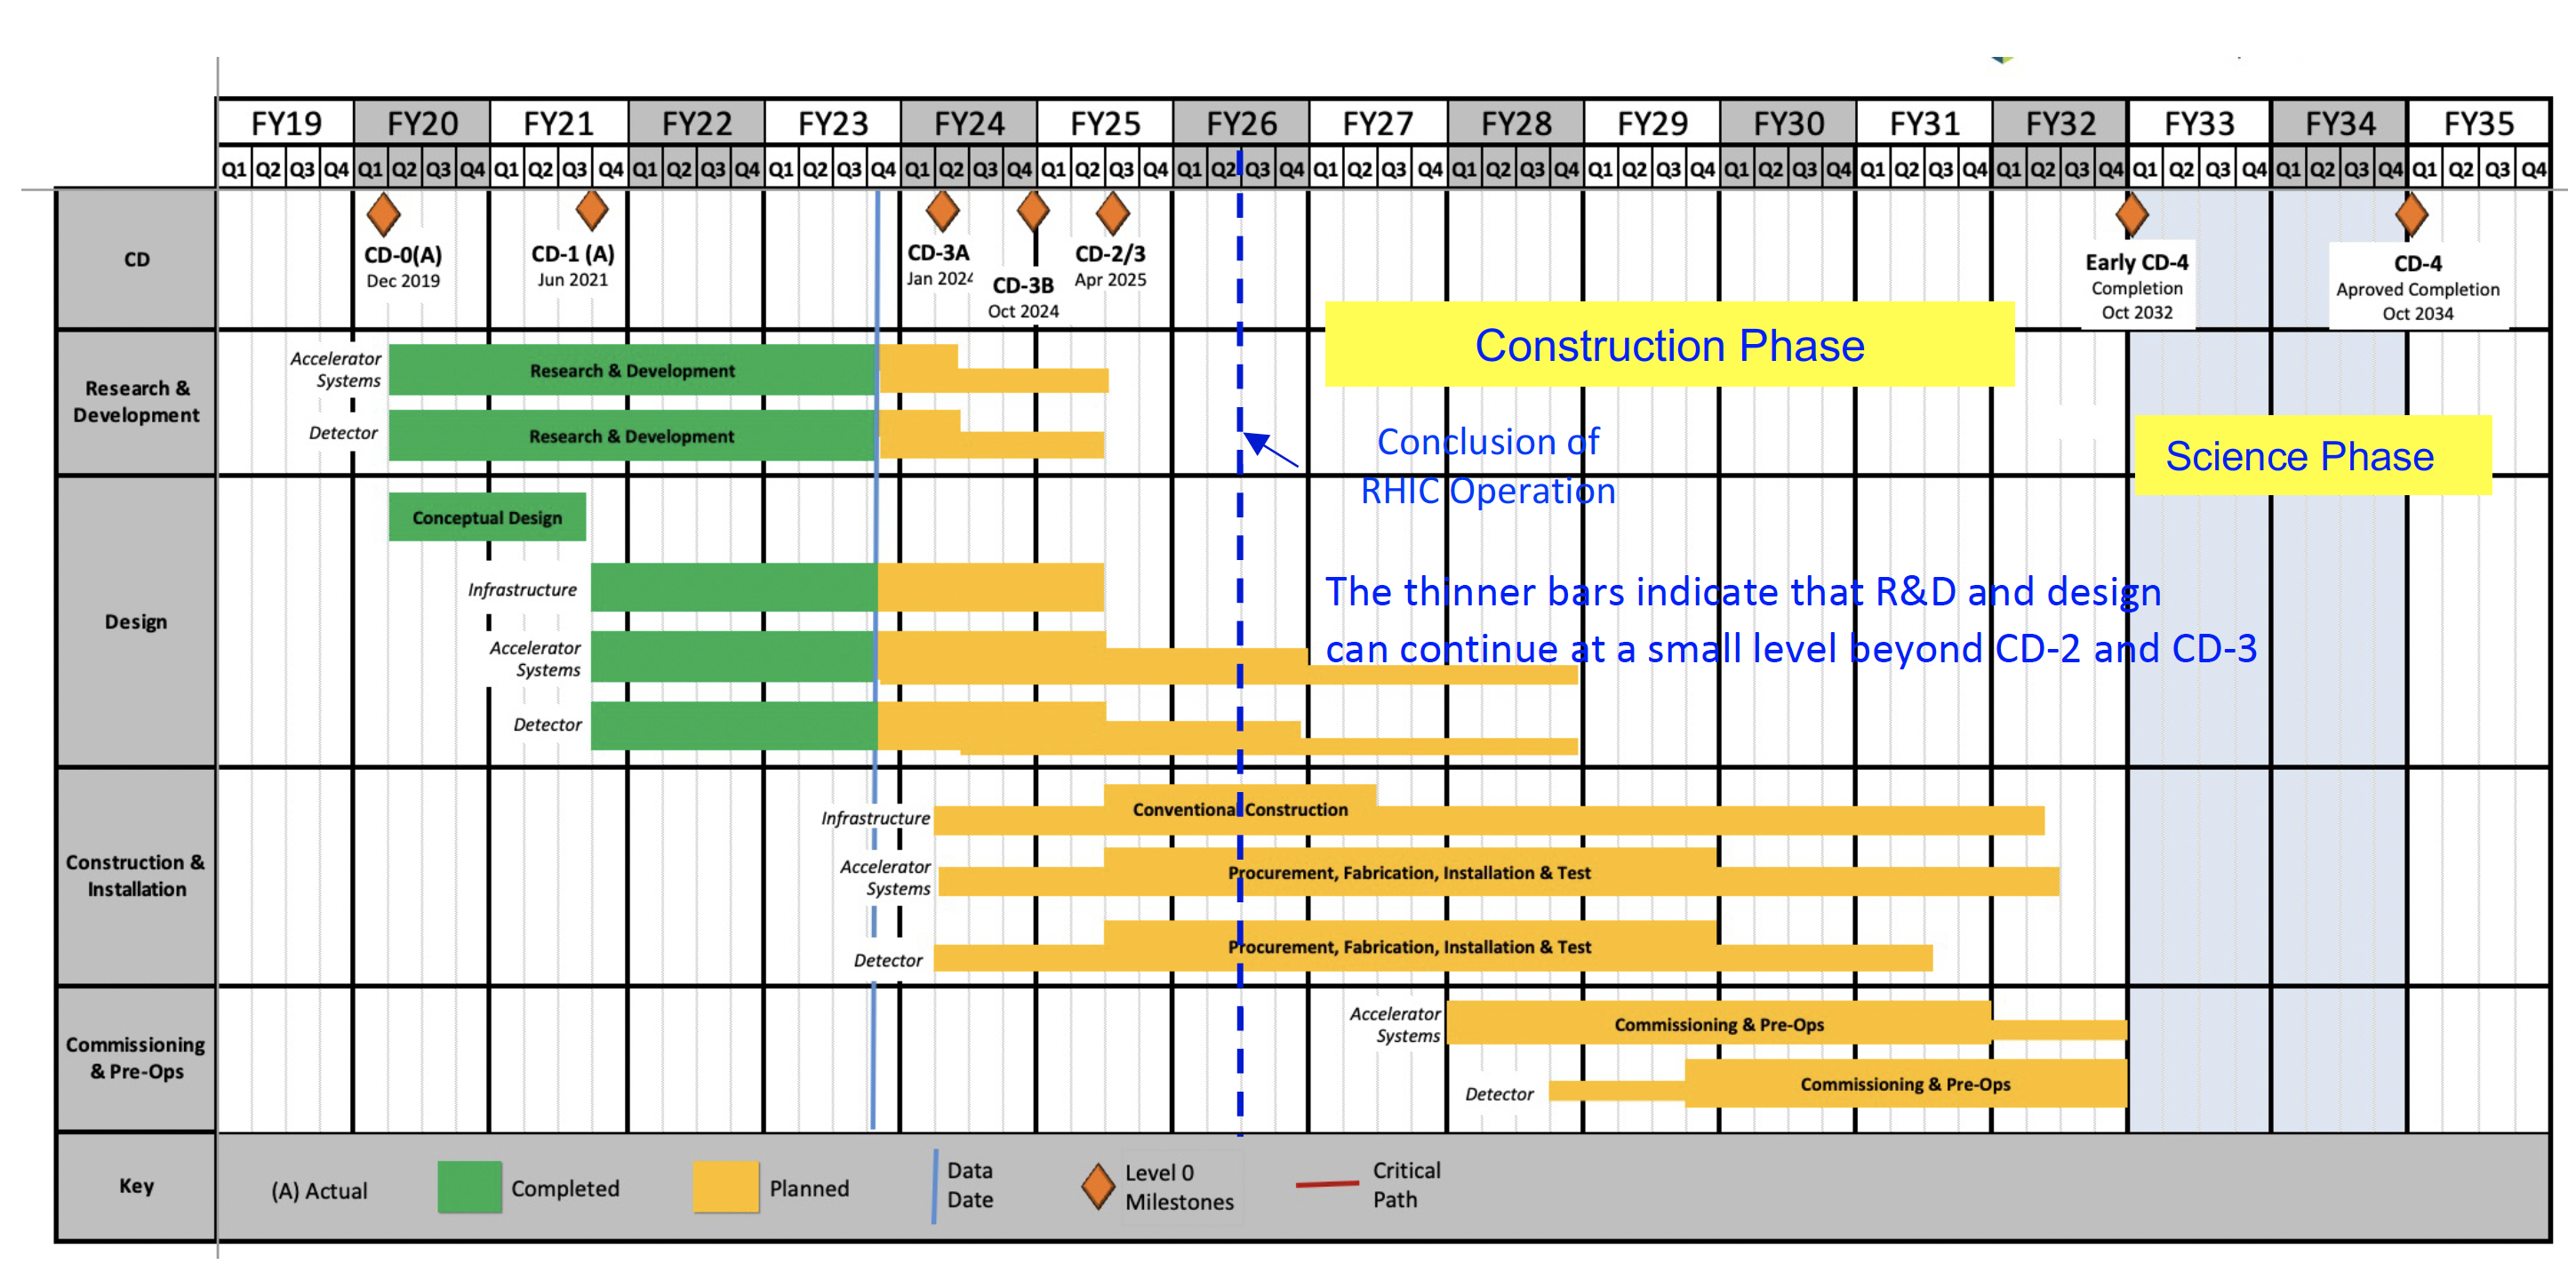 FY19 FY20 FY21 FY22 FY23 FY24 FY25 FY26 FY27 FY28 FY29 FY30 FY31 FY32 FY33 FY34 FY35
Q1 Q2 Q3 Q4 Q1 Q2 Q3 Q4 Q1 Q2 Q3 Q4 Q1 Q2 Q3 Q4 Q1 Q2 Q3 Q4 Q1 Q2 Q3 Q4 Q1 Q2 Q3 Q4 Q1 Q2 Q3 Q4 Q1 Q2 Q3 Q4 Q1 Q2 Q3 Q4 Q1 Q2 Q3 Q4 Q1 Q2 Q3 Q4 Q1 Q2 Q3 Q4 Q1 Q2 Q3 Q4 Q1 Q2 Q3 Q4 Q1 Q2 Q3 Q4 Q1 Q2 Q3 Q4
CD
CD-0(A)
Dec 2019
CD-1 (A)
Jun 2021
CD-3A
Jan 2024
CD-3B
Oct 2024
CD-2/3
Apr 2025
Early CD-4
Completion
Oct 2032
CD-4
Aproved Completion
Oct 2034
Construction Phase
Science Phase
Conclusion of
RHIC Operation
The thinner bars indicate that R&D and design
can continue at a small level beyond CD-2 and CD-3
Research &
Development
Accelerator
Systems
Research & Development
Detector
Research & Development
Design
Conceptual Design
Infrastructure
Accelerator
Systems
Detector
Construction &
Installation
Infrastructure
Conventional Construction
Accelerator
Systems
Procurement, Fabrication, Installation & Test
Detector
Procurement, Fabrication, Installation & Test
Commissioning
& Pre-Ops
Accelerator
Systems
Commissioning & Pre-Ops
Detector
Commissioning & Pre-Ops
Key
(A) Actual
Completed
Planned
Data
Date
Level 0
Milestones
Critical
Path